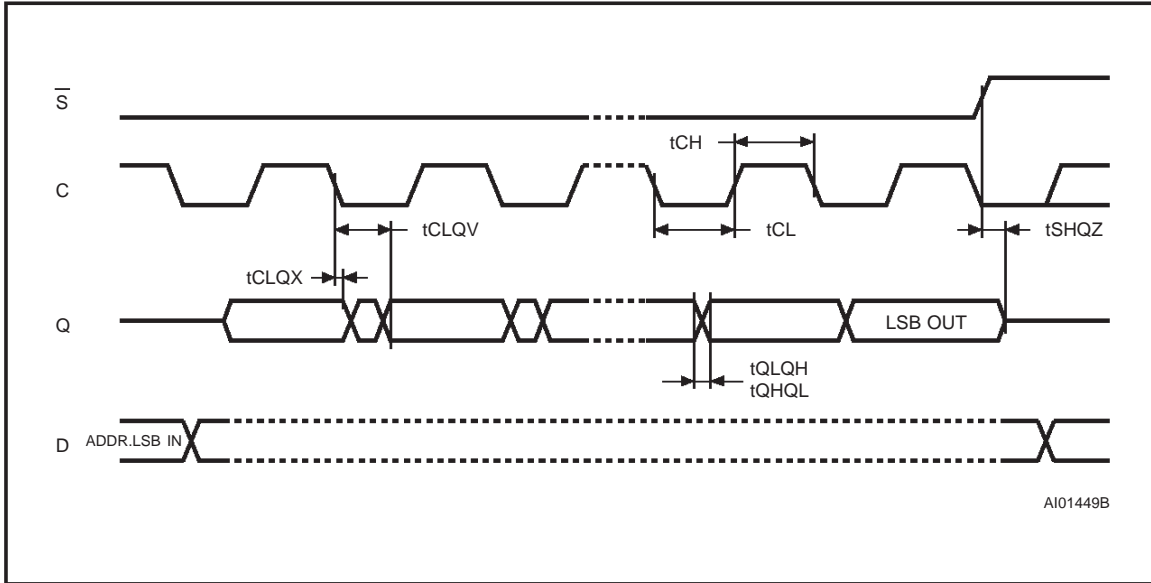 S
tCH
C
tCLQV
tCL
tSHQZ
tCLQX
Q
LSB OUT
tQLQH
tQHQL
D
ADDR.LSB IN
AI01449B